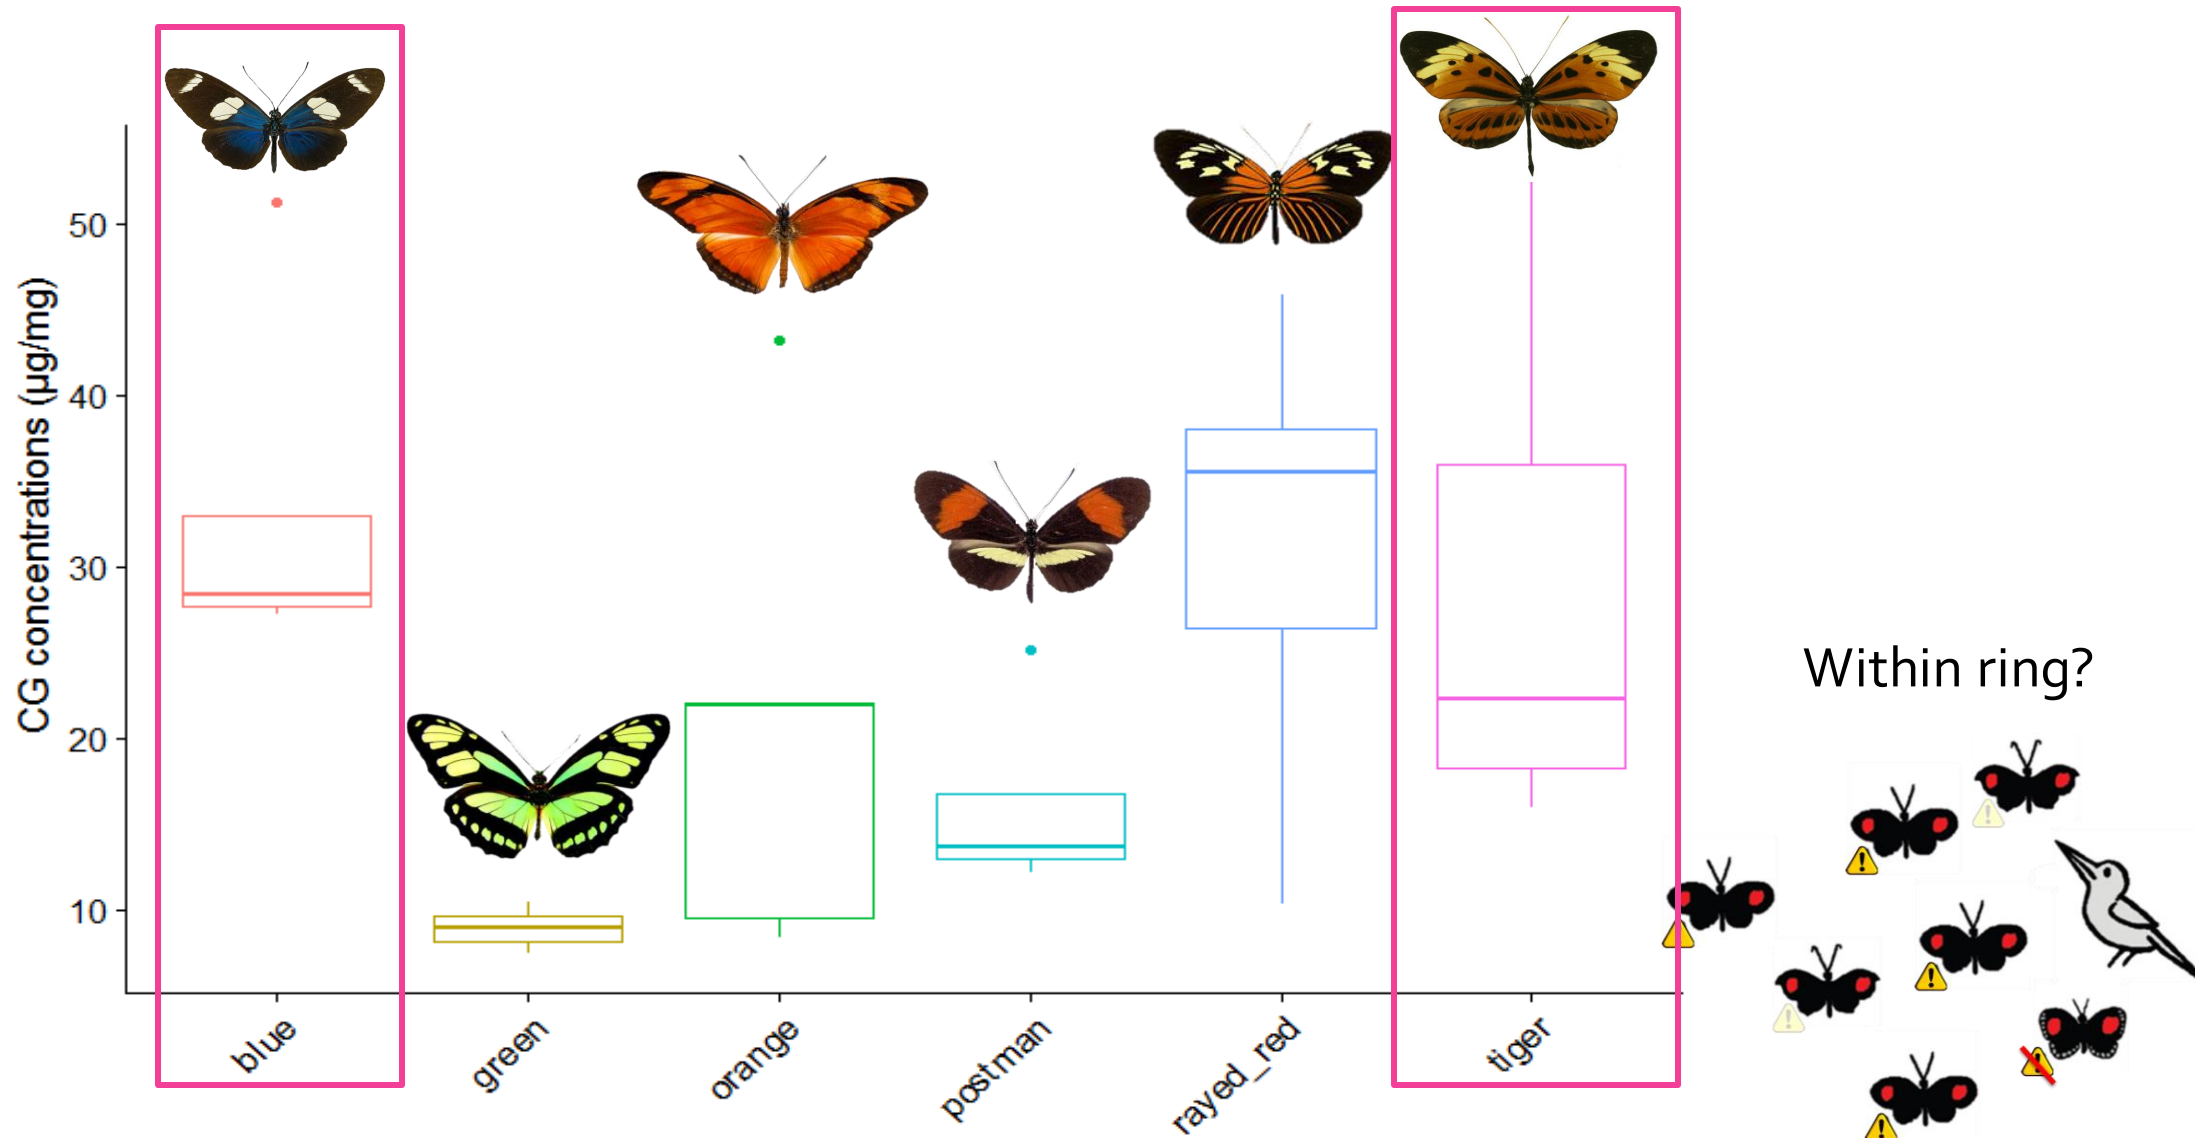 CG concentrations (µg/mg)
50
40
30
20
10
blue
green
orange
postman
rayed_red
tiger
Within ring?
!
!
!
!
!
!
!